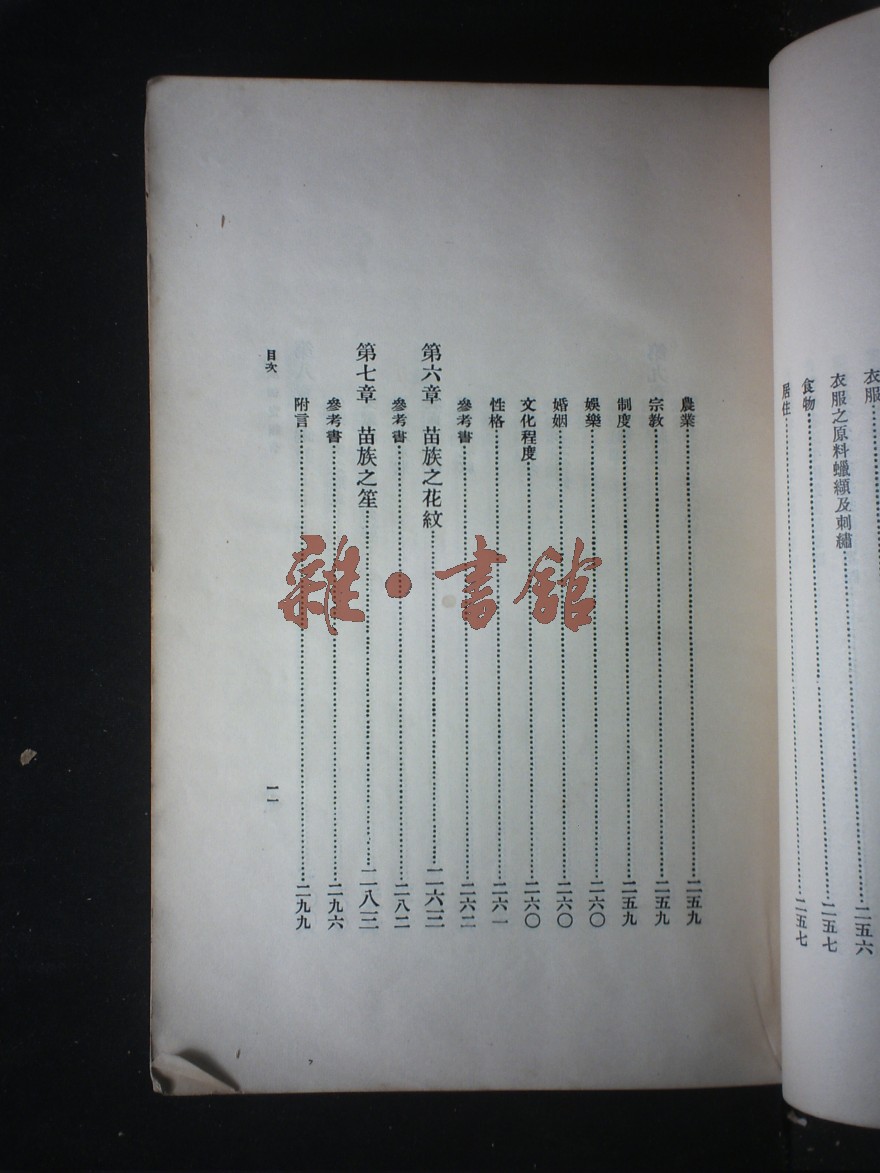 衣服……二五六
衣服之原料蠟纈及刺繡……二五七
食物……二五七
居住
農業……二五九
宗教……二五九
制度……二五九
娛樂……二六〇
婚姻……二六〇
文化程度……二六〇
性格……二六一
參考書……二六二
第六章 苗族之花紋……二六三
參考書……二八二
第七章 苗族之笙……二八三
參考書……二九六
附言……二九九
目次
一一
雜·書館